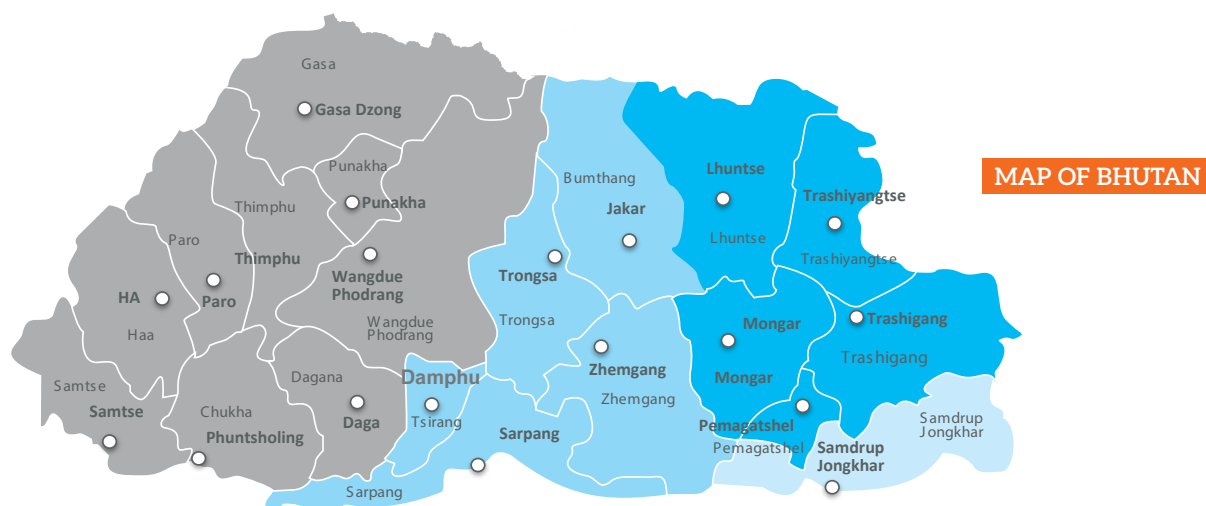 Gasa
Gasa Dzong
MAP OF BHUTAN
Punakha
Punakha
Lhuntse
Bumthang
Trashiyangtse
Thimphu
Jakar
Paro
Lhuntse
Thimphu
Trashiyangtse
Wangdue
Phodrang
Trongsa
HA
Paro
Haa
Wangdue
Phodrang
Trongsa
Mongar
Trashigang
Trashigang
Samtse
Dagana
Damphu
Zhemgang
Mongar
Zhemgang
Samtse
Chukha
Daga
Tsirang
Phuntsholing
Sarpang
Pemagatshel
Pemagatshel
Samdrup
Jongkhar
Samdrup
Jongkhar
Sarpang